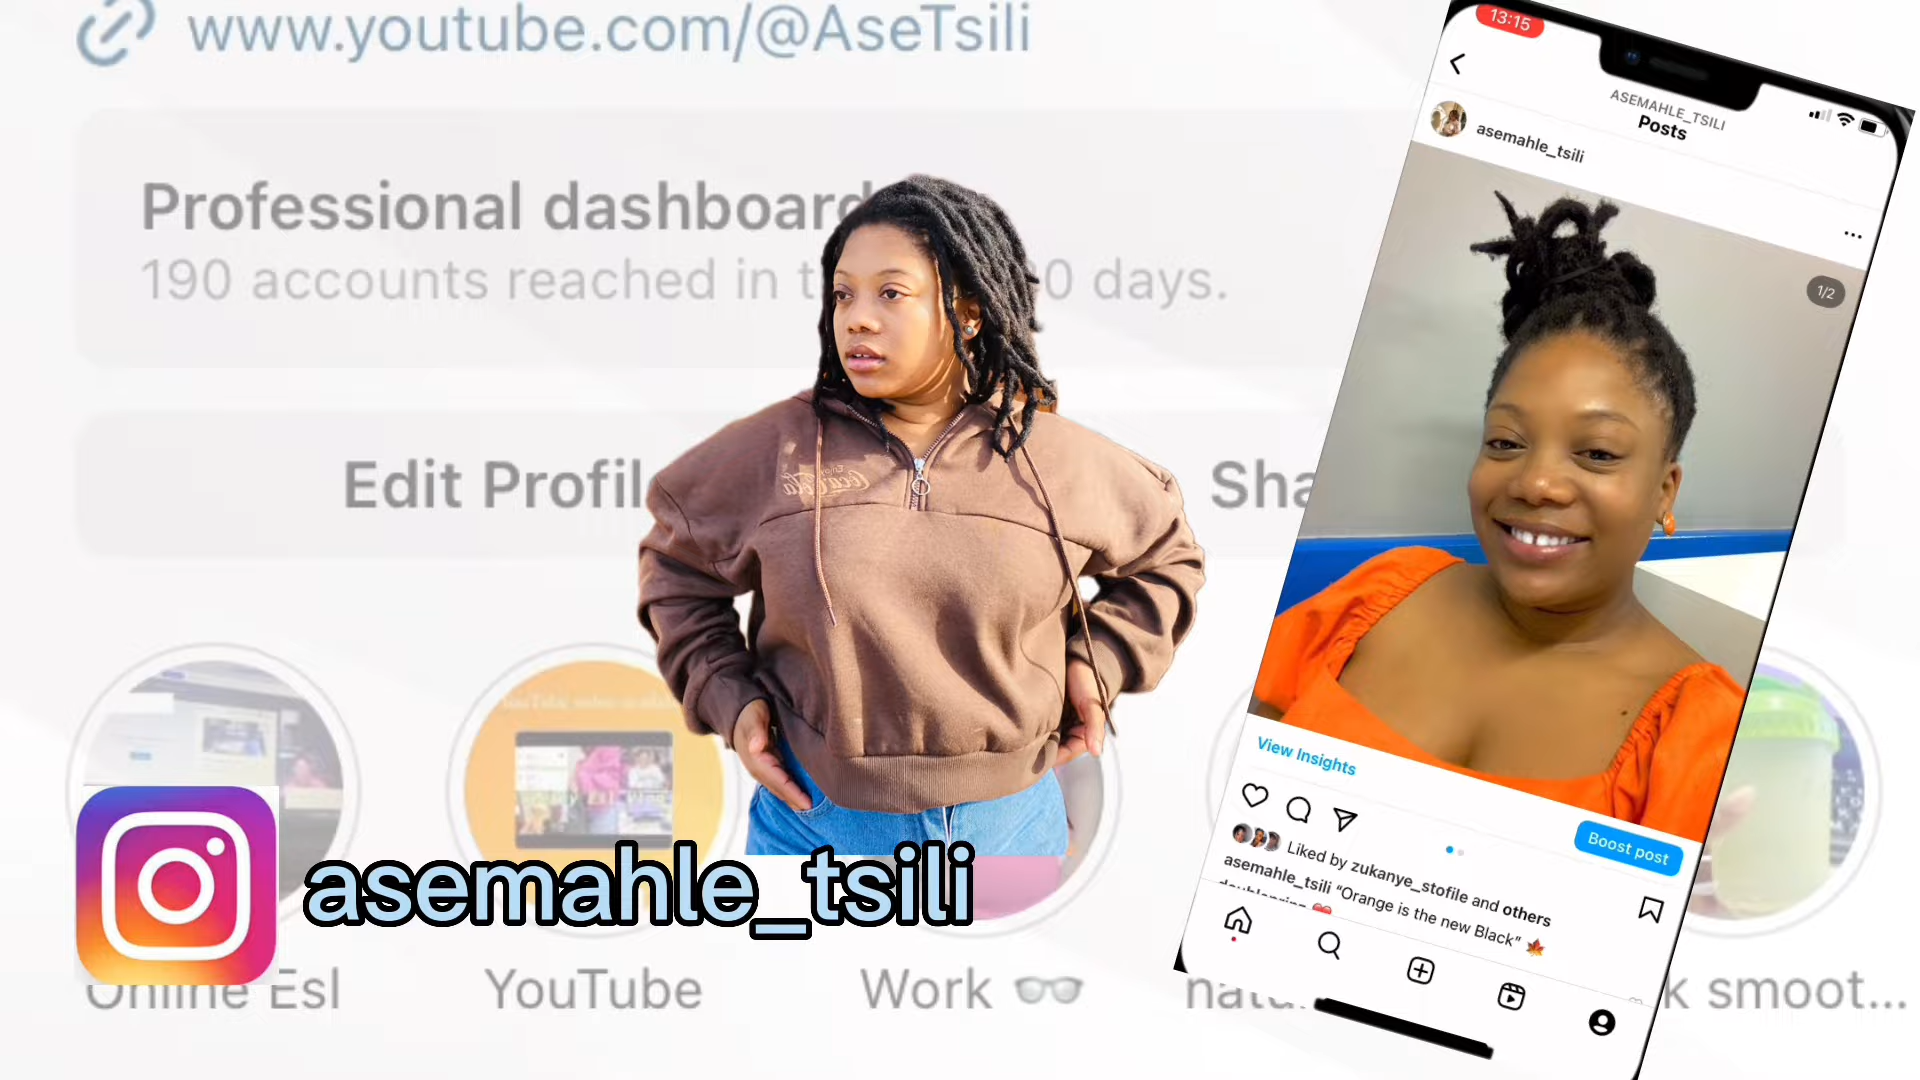 www.youtube.com/@AseTsili
Professional dashboard
190 accounts reached in t 0 days.
Edit Profil
Sha
asemahle_tsili
Online Esl
YouTube
Work 👓
natu
k smoot...
13:15
ASEMAHLE_TSILI
Posts
asemahle_tsili
1/2
View Insights
Boost post
Liked by zukanye_stofile and others
asemahle_tsili “Orange is the new Black” 🍁